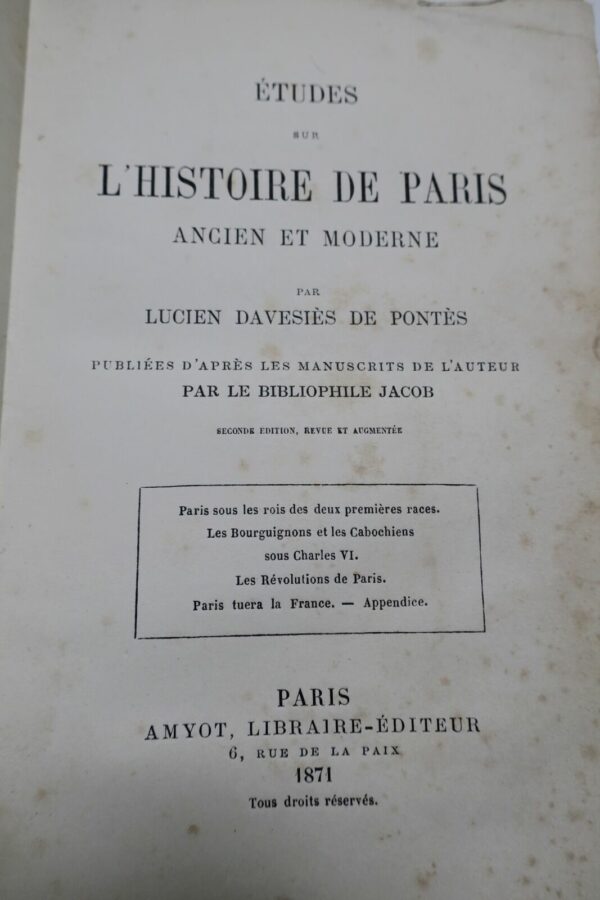 ÉTUDES
SUR
L'HISTOIRE DE PARIS
ANCIEN ET MODERNE
PAR
LUCIEN DAVESIÈS DE PONTÈS
PUBLIÉES D'APRÈS LES MANUSCRITS DE L'AUTEUR
PAR LE BIBLIOPHILE JACOB
SECONDE EDITION, REVUE ET AUGMENTÉE
Paris sous les rois des deux premières races.
Les Bourguignons et les Cabochiens
sous Charles VI.
Les Révolutions de Paris.
Paris tuera la France. — Appendice.
PARIS
AMYOT, LIBRAIRE-ÉDITEUR
6, RUE DE LA PAIX
1871
Tous droits réservés.